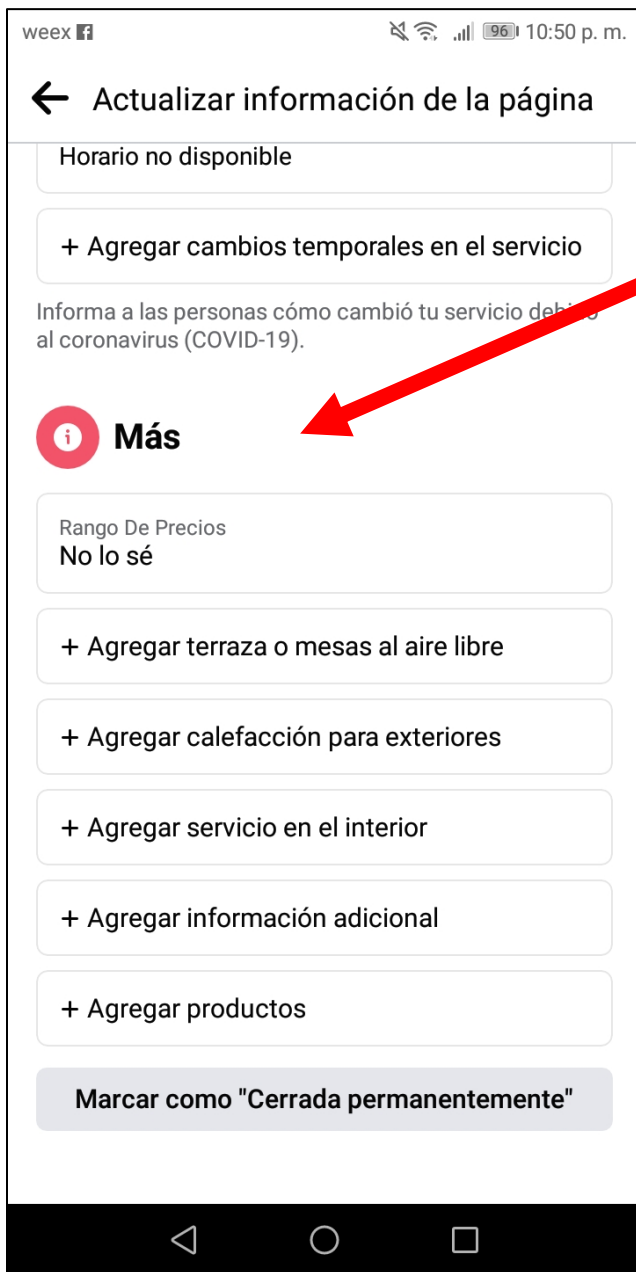 weex 96 10:50 p. m.
Actualizar información de la página
Horario no disponible
+ Agregar cambios temporales en el servicio
Informa a las personas cómo cambió tu servicio debido
al coronavirus (COVID-19).
Más
Rango De Precios
No lo sé
+ Agregar terraza o mesas al aire libre
+ Agregar calefacción para exteriores
+ Agregar servicio en el interior
+ Agregar información adicional
+ Agregar productos
Marcar como "Cerrada permanentemente"